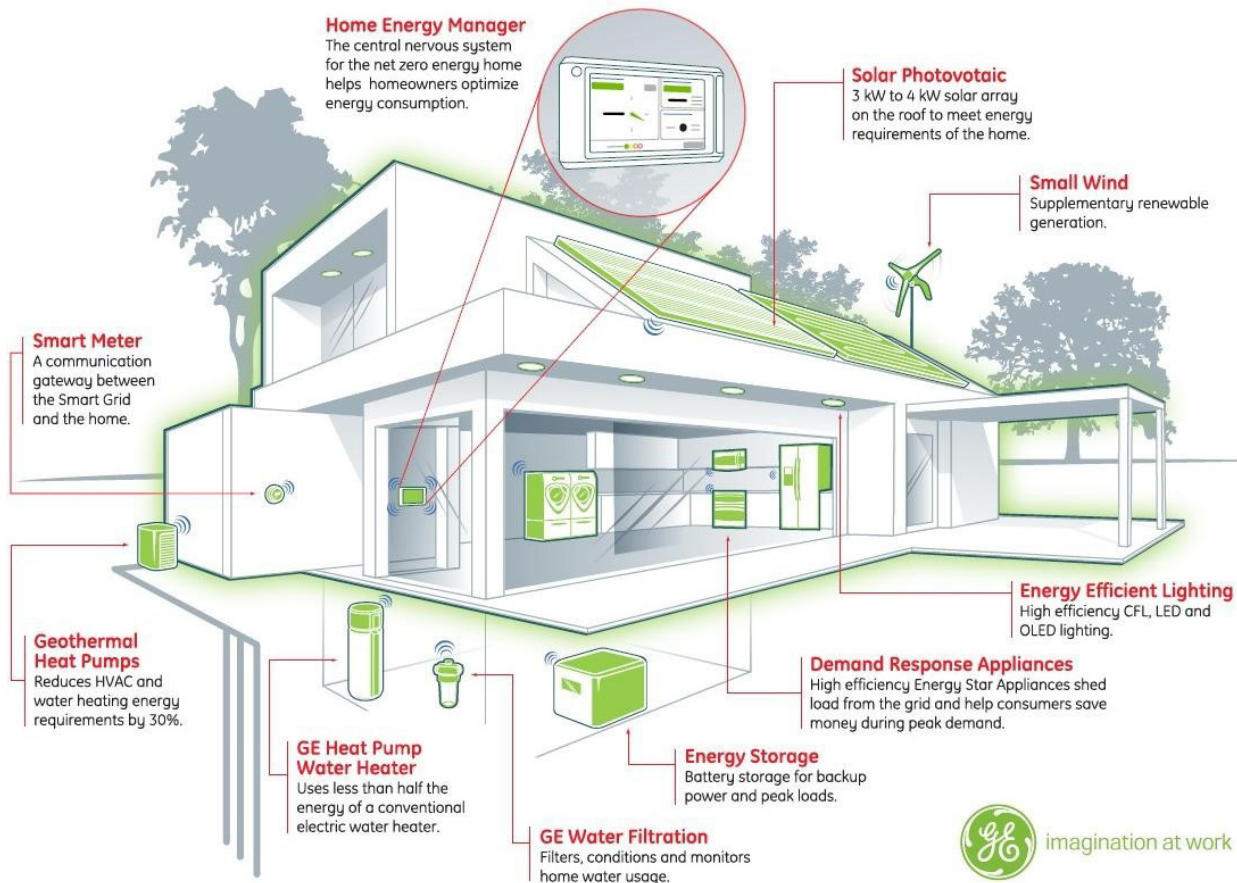 Home Energy Manager
The central nervous system
for the net zero energy home
helps homeowners optimize
energy consumption.
Solar Photovotaic
3 kW to 4 kW solar array
on the roof to meet energy
requirements of the home.
Small Wind
Supplementary renewable
generation.
Smart Meter
A communication
gateway between
the Smart Grid
and the home.
Geothermal
Heat Pumps
Reduces HVAC and
water heating energy
requirements by 30%.
GE Heat Pump
Water Heater
Uses less than half the
energy of a conventional
electric water heater.
GE Water Filtration
Filters, conditions and monitors
home water usage.
Energy Storage
Battery storage for backup
power and peak loads.
Demand Response Appliances
High efficiency Energy Star Appliances shed
load from the grid and help consumers save
money during peak demand.
Energy Efficient Lighting
High efficiency CFL, LED and
OLED lighting.
GE imagination at work